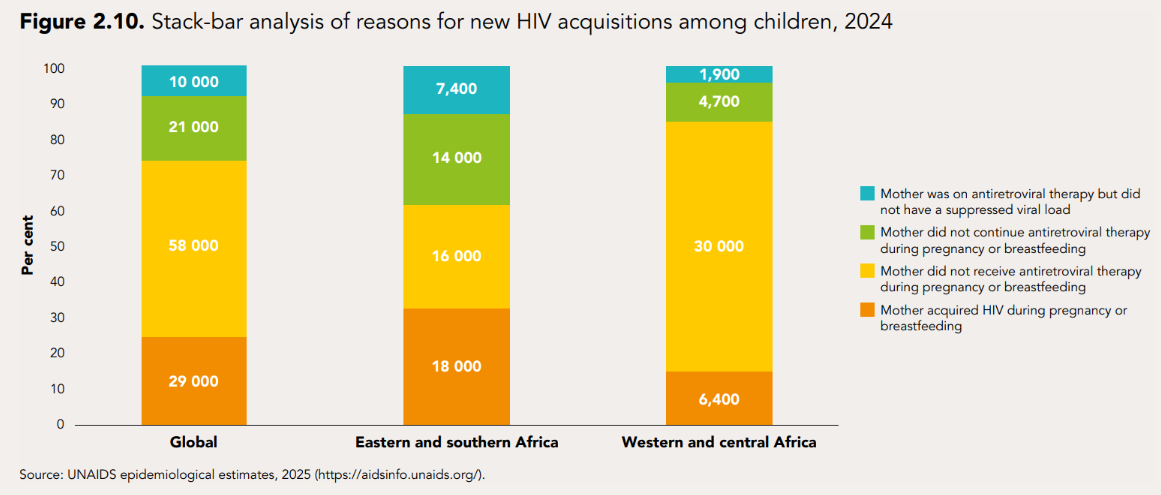 Figure 2.10. Stack-bar analysis of reasons for new HIV acquisitions among children, 2024
Per cent
100
90
80
70
60
50
40
30
20
10
0
10 000
21 000
58 000
29 000
7,400
14 000
16 000
18 000
1,900
4,700
30 000
6,400
Global
Eastern and southern Africa
Western and central Africa
Mother was on antiretroviral therapy but did
not have a suppressed viral load
Mother did not continue antiretroviral therapy
during pregnancy or breastfeeding
Mother did not receive antiretroviral therapy
during pregnancy or breastfeeding
Mother acquired HIV during pregnancy or
breastfeeding
Source: UNAIDS epidemiological estimates, 2025 (https://aidsinfo.unaids.org/).